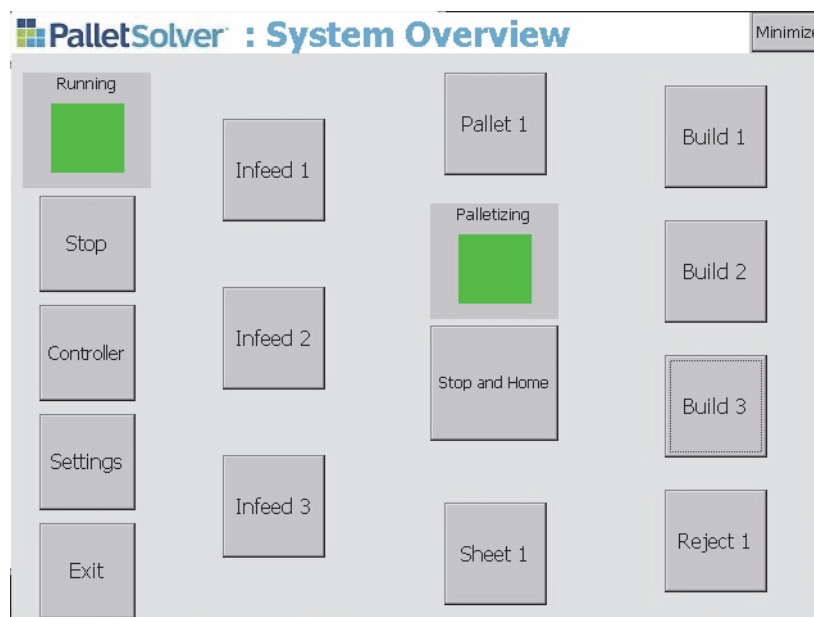 PalletSolver : System Overview
Minimize
Running
Stop
Controller
Settings
Exit
Infeed 1
Infeed 2
Infeed 3
Pallet 1
Palletizing
Stop and Home
Sheet 1
Build 1
Build 2
Build 3
Reject 1